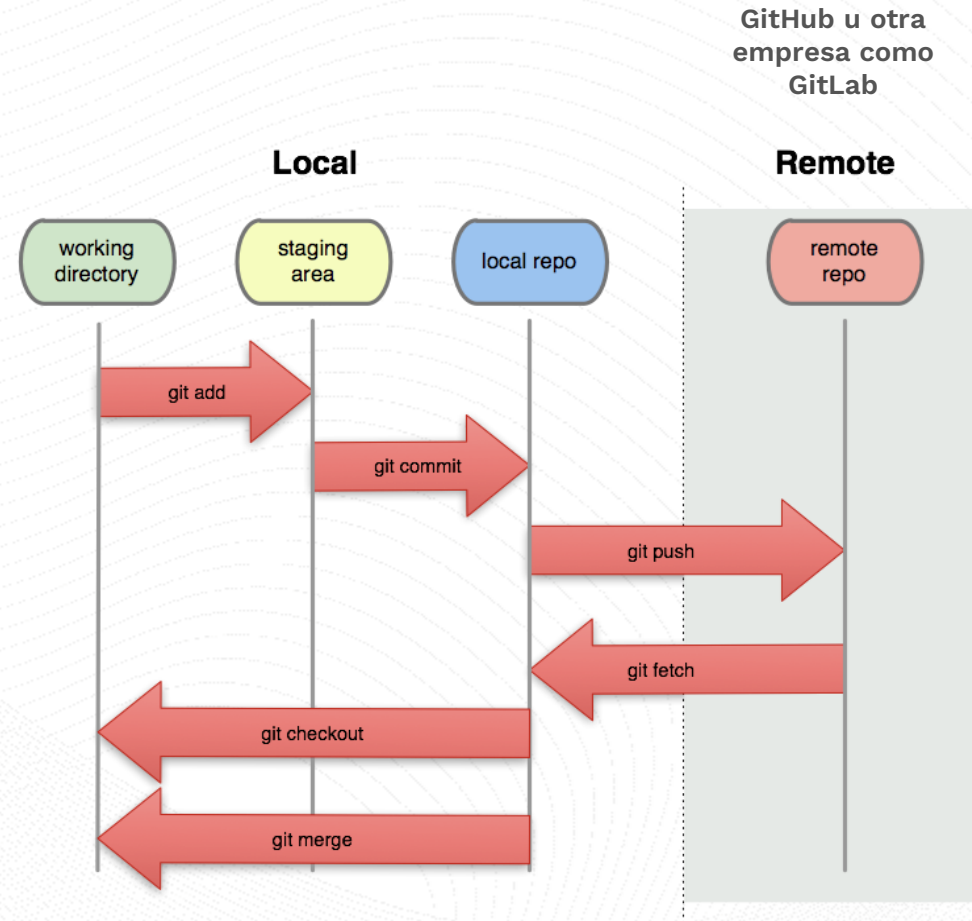 GitHub u otra
empresa como
GitLab
Local
Remote
working
directory
staging
area
local repo
remote
repo
git add
git commit
git push
git fetch
git checkout
git merge